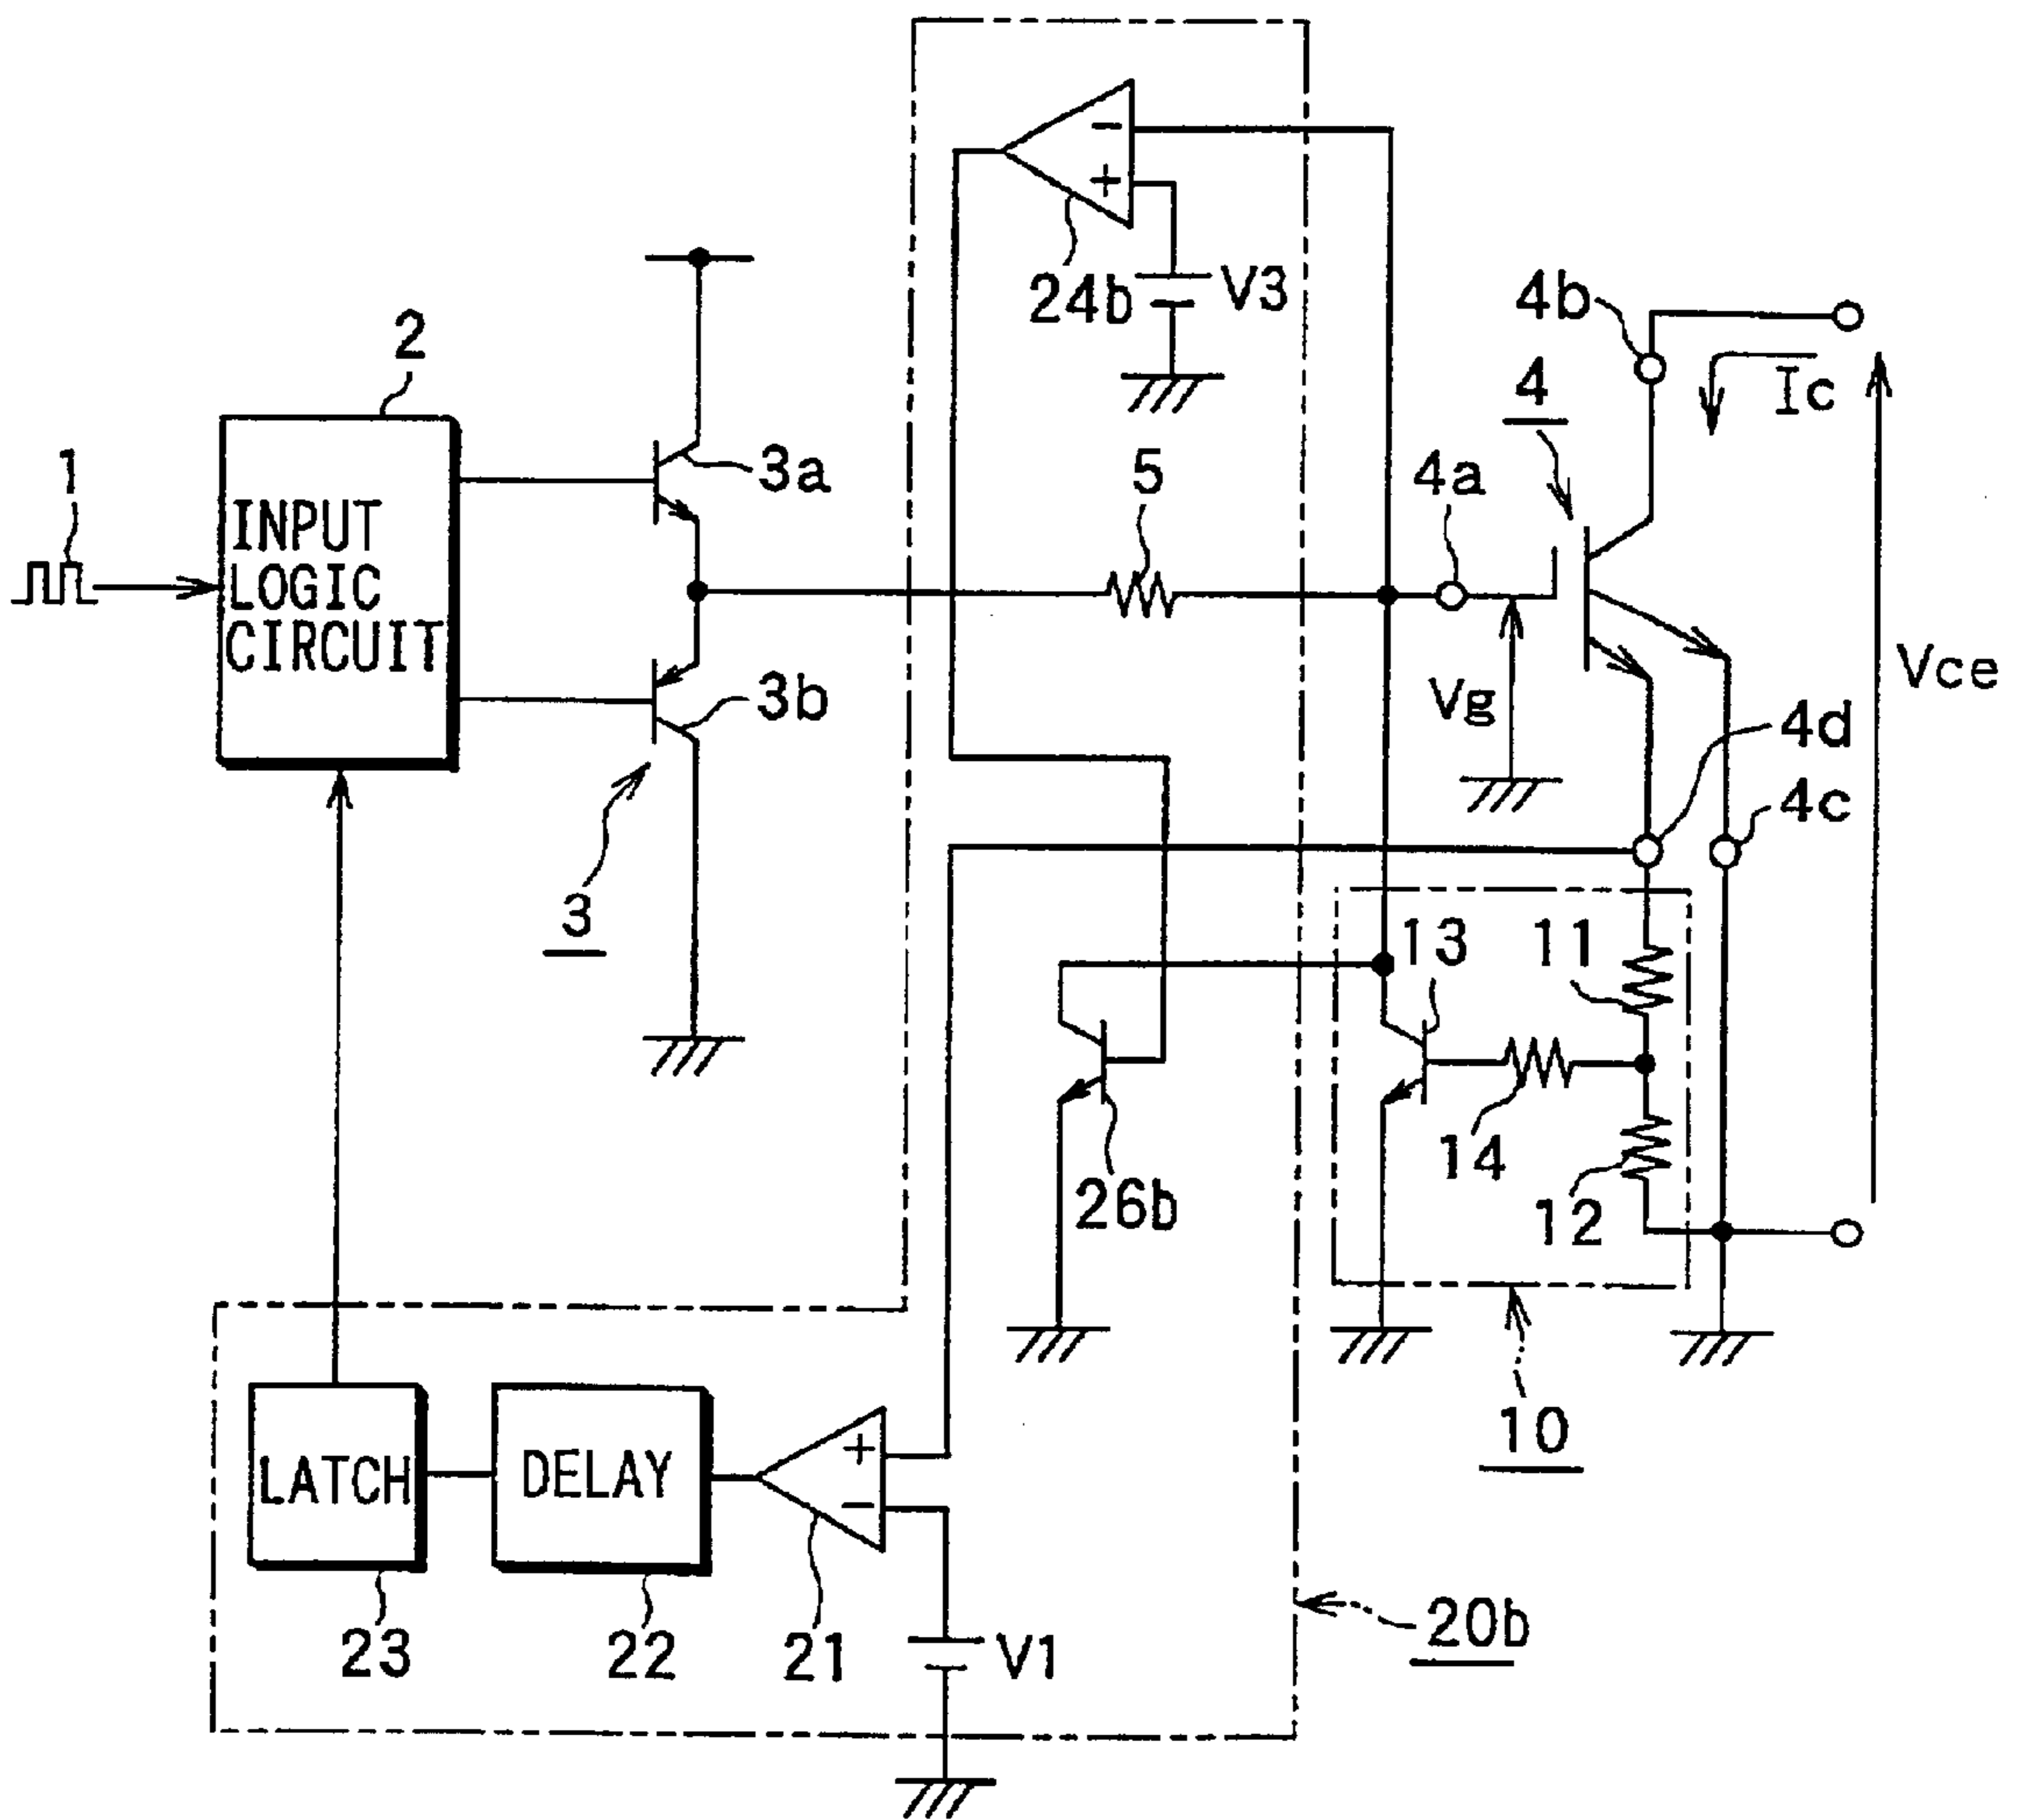 1
2
INPUT
LOGIC
CIRCUIT
3a
3b
3
-
+
24b
V3
5
4a
4b
4
Ic
Vg
Vce
4d
4c
13
11
14
12
26b
10
LATCH
DELAY
+
-
23
22
21
V1
20b